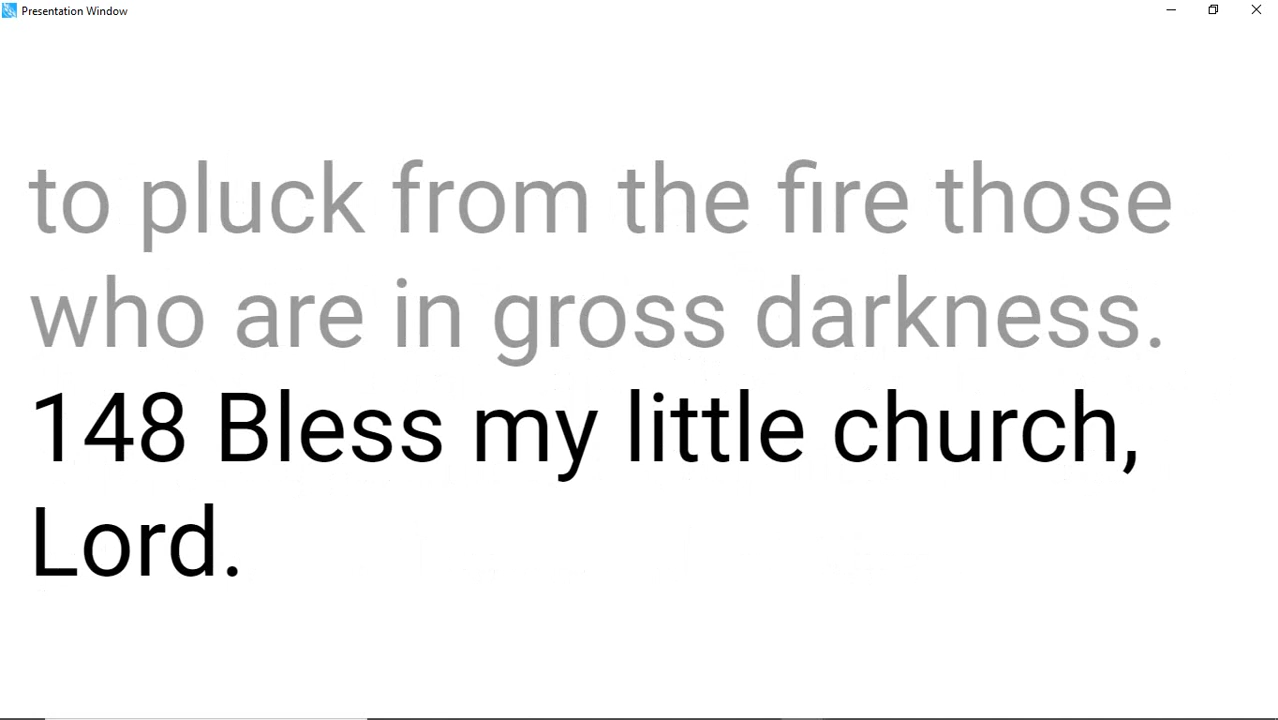 Presentation Window
to pluck from the fire those
who are in gross darkness.
148 Bless my little church,
Lord.